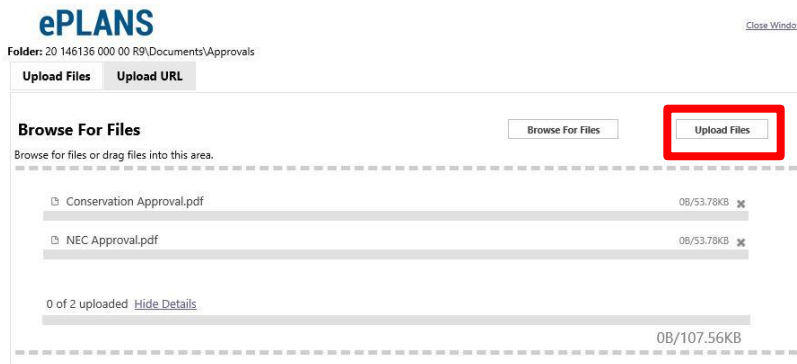 ePLANS
Close Windo
Folder: 20 146136 000 00 R9\Documents\Approvals
Upload Files Upload URL
Browse For Files Browse For Files Upload Files
Browse for files or drag files into this area.
Conservation Approval.pdf 0B/53.78KB
NEC Approval.pdf 0B/53.78KB
0 of 2 uploaded Hide Details
0B/107.56KB